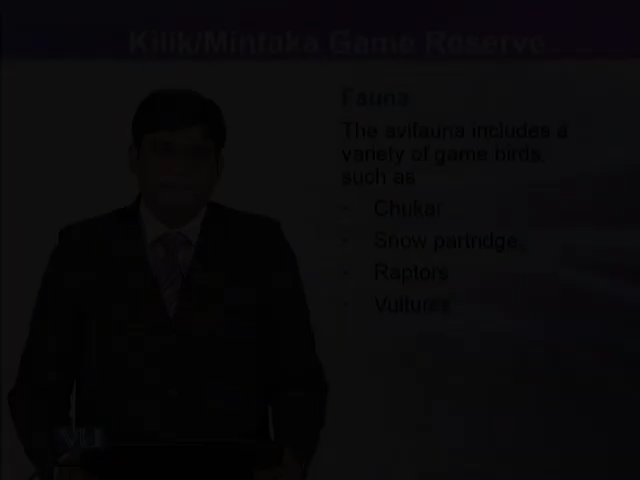 Kilik/Mintaka Game Reserve
Fauna
The avifauna includes a
variety of game birds,
such as
• Chukar
• Snow partridge
• Raptors
• Vultures
VU